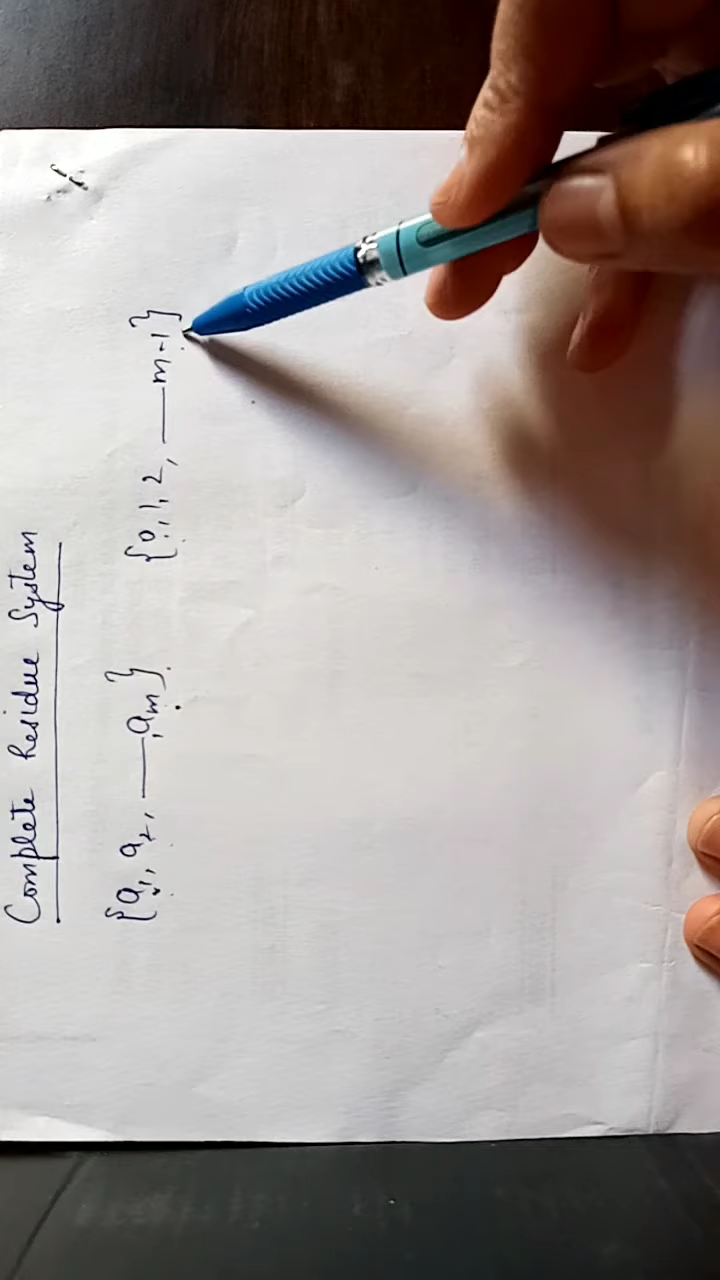 Complete Residue System
{a₁, a₂, — , aₘ} {0, 1, 2, — m-1}